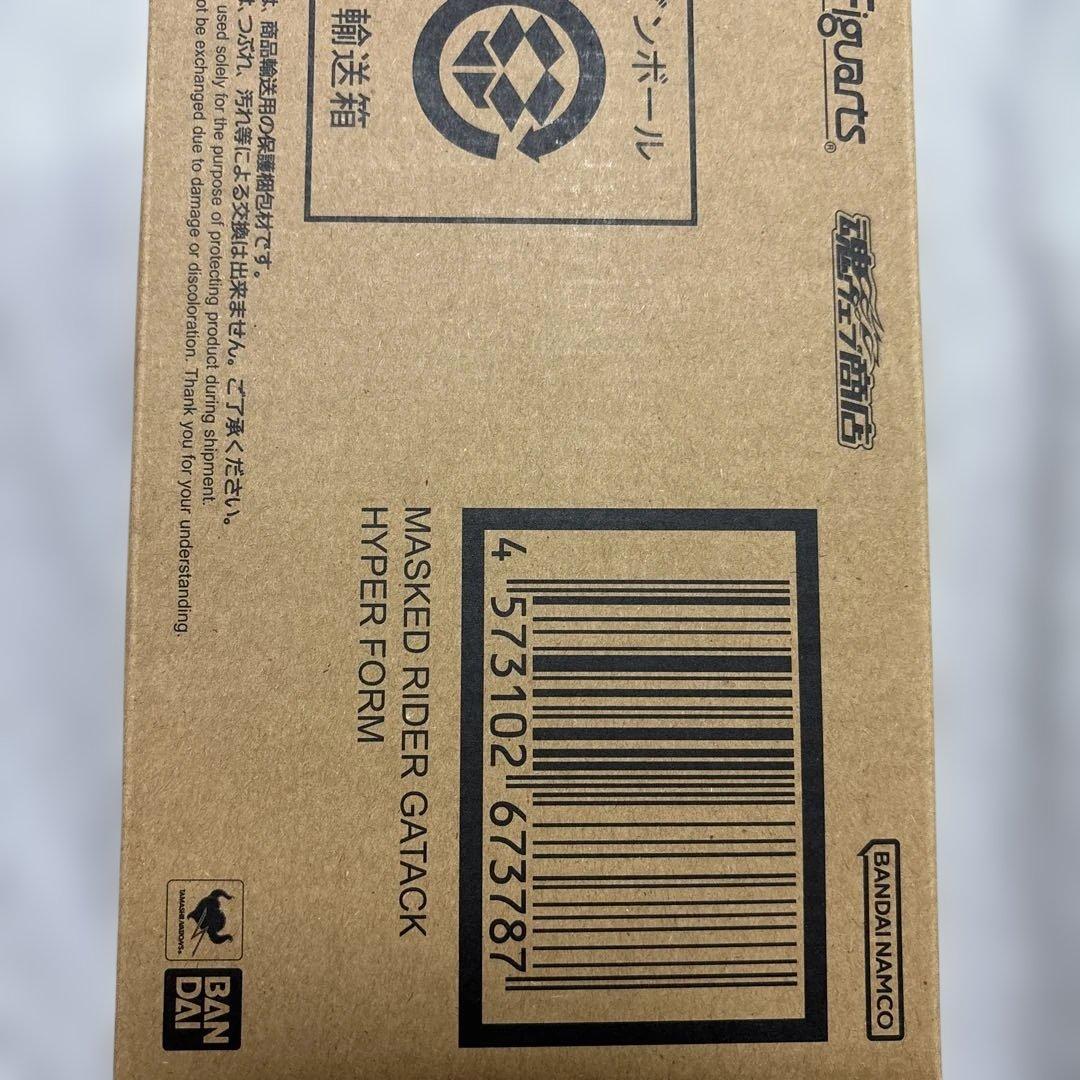 Figuarts®
魂ウェブ商店
ンボール
輸送箱
商品輸送用の保護梱包材です。
つぶれ、汚れ等による交換は出来ません。ご了承ください。
used solely for the purpose of protecting product during shipment.
be exchanged due to damage or discoloration. Thank you for your understanding.
4 573102 673787
MASKED RIDER GATACK
HYPER FORM
BANDAI NAMCO
TAMASHII NATIONS
BAN
DAI